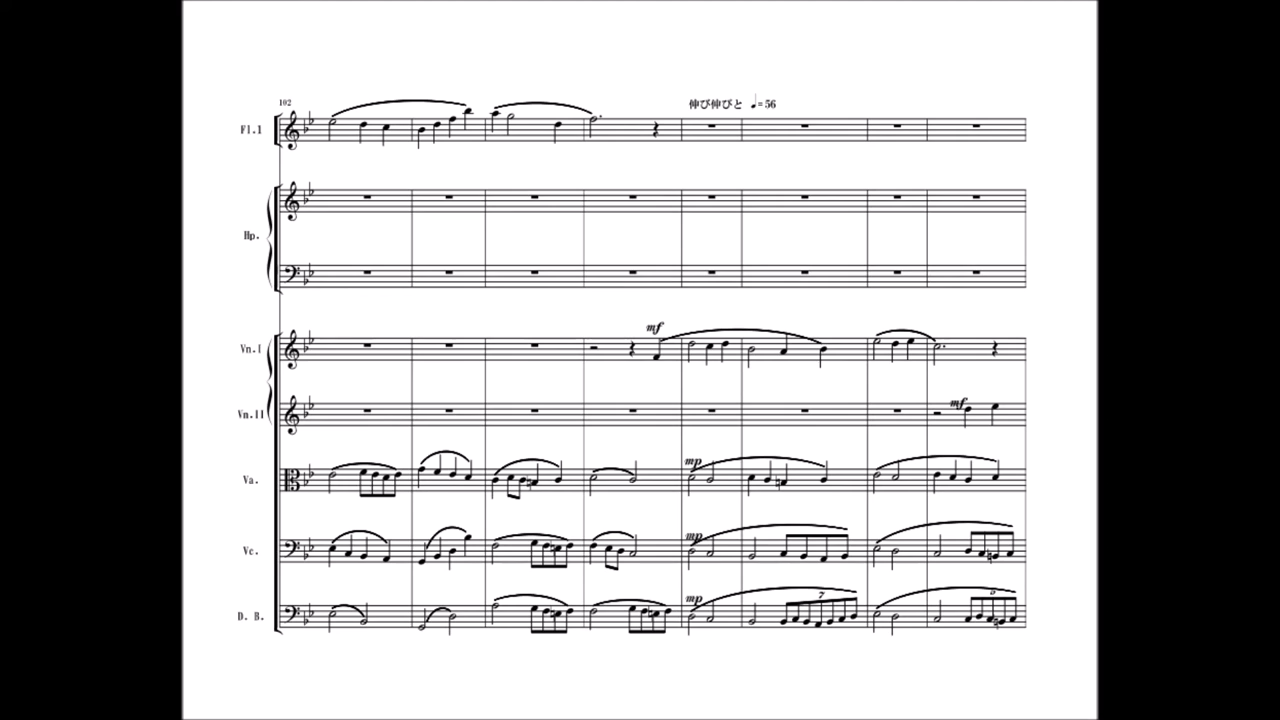 102
伸び伸びと ♩=56
Fl.1
Hp.
mf
Vn.I
Vn.II
mf
mp
Va.
mp
Vc.
mp
7
5
D. B.